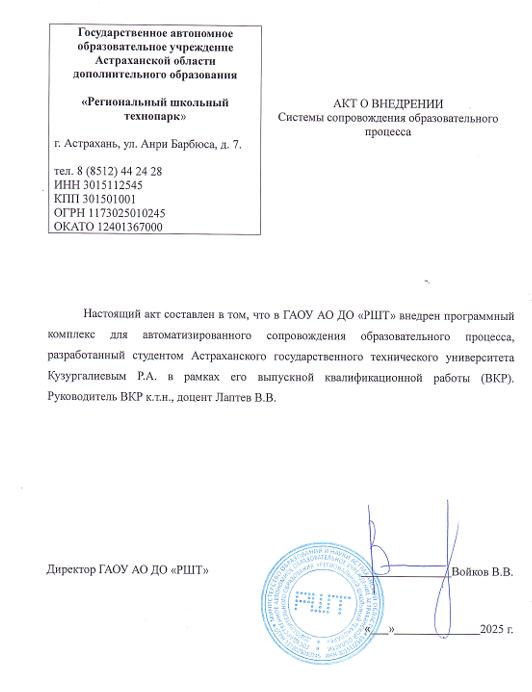 Государственное автономное
образовательное учреждение
Астраханской области
дополнительного образования
«Региональный школьный
технопарк»
г. Астрахань, ул. Анри Барбюса, д. 7.
тел. 8 (8512) 44 24 28
ИНН 3015112545
КПП 301501001
ОГРН 1173025010245
ОКАТО 12401367000
АКТ О ВНЕДРЕНИИ
Системы сопровождения образовательного
процесса
Настоящий акт составлен в том, что в ГАОУ АО ДО «РШТ» внедрен программный
комплекс для автоматизированного сопровождения образовательного процесса,
разработанный студентом Астраханского государственного технического университета
Кузургалиевым Р.А. в рамках его выпускной квалификационной работы (ВКР).
Руководитель ВКР к.т.н., доцент Лаптев В.В.
Директор ГАОУ АО ДО «РШТ»
Войков В.В.
РШТ
«___»______________2025 г.